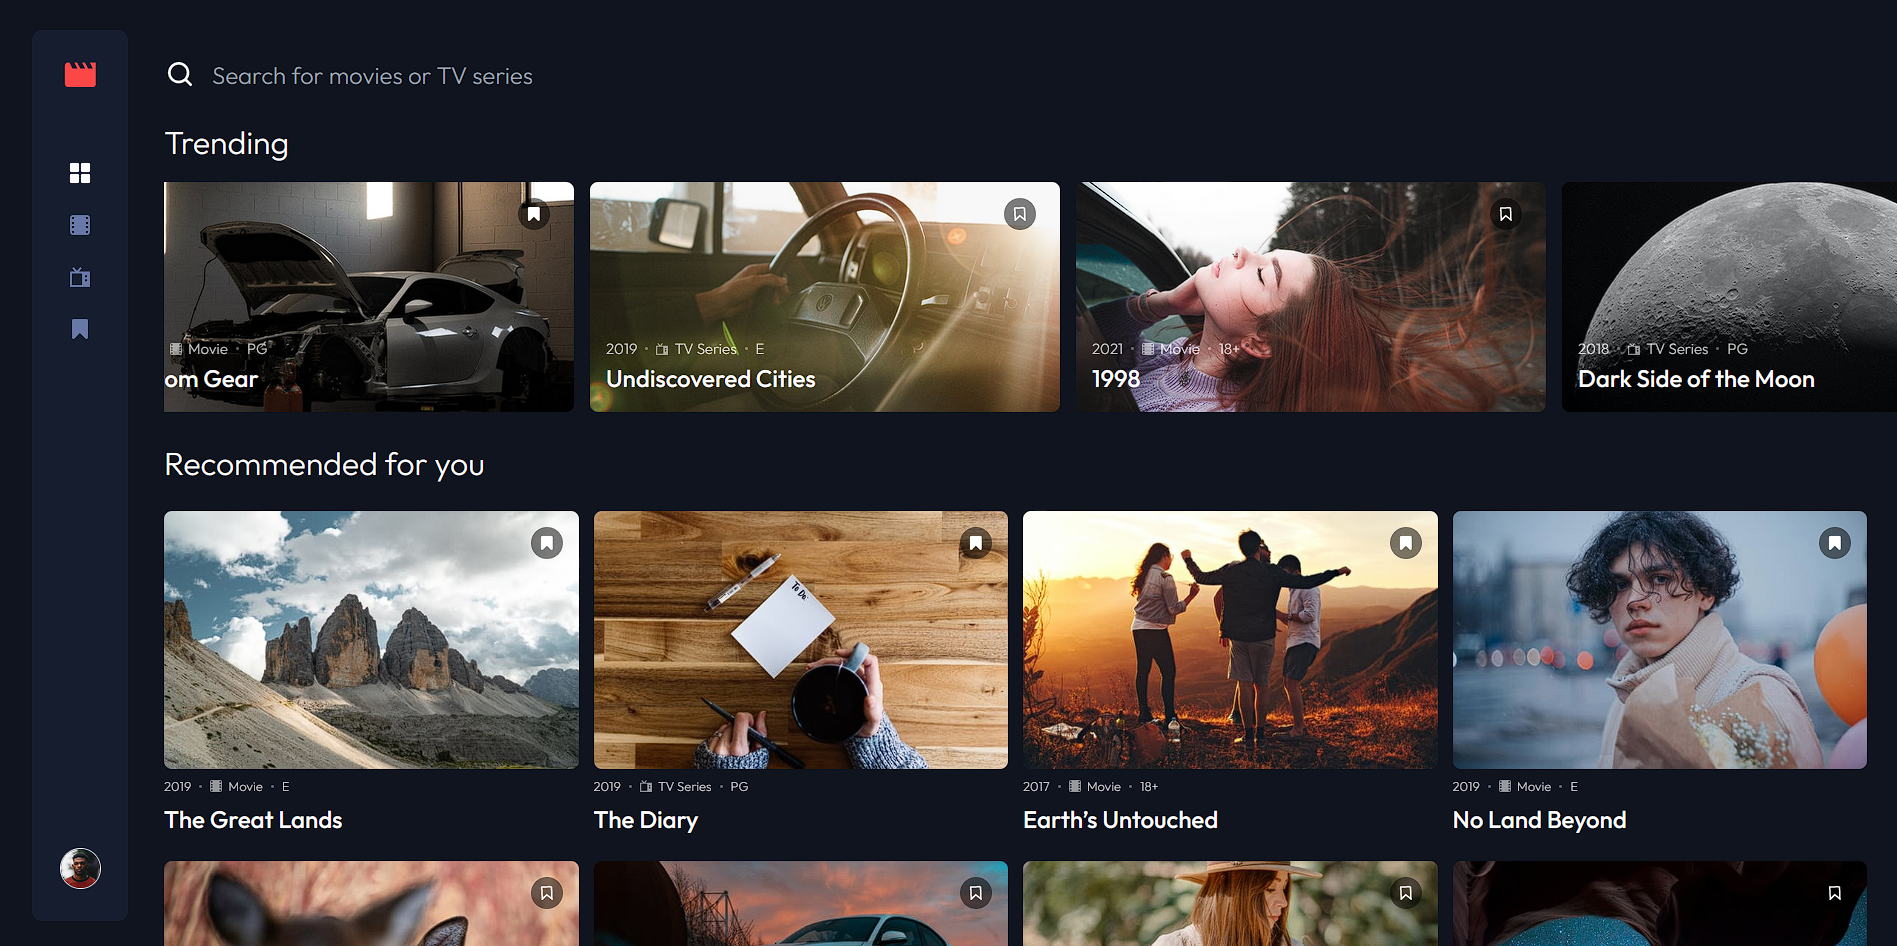 Search for movies or TV series
Trending
Movie · PG
om Gear
2019 · TV Series · E
Undiscovered Cities
2021 · Movie · 18+
1998
2018 · TV Series · PG
Dark Side of the Moon
Recommended for you
To Do:
2019 · Movie · E
The Great Lands
2019 · TV Series · PG
The Diary
2017 · Movie · 18+
Earth’s Untouched
2019 · Movie · E
No Land Beyond